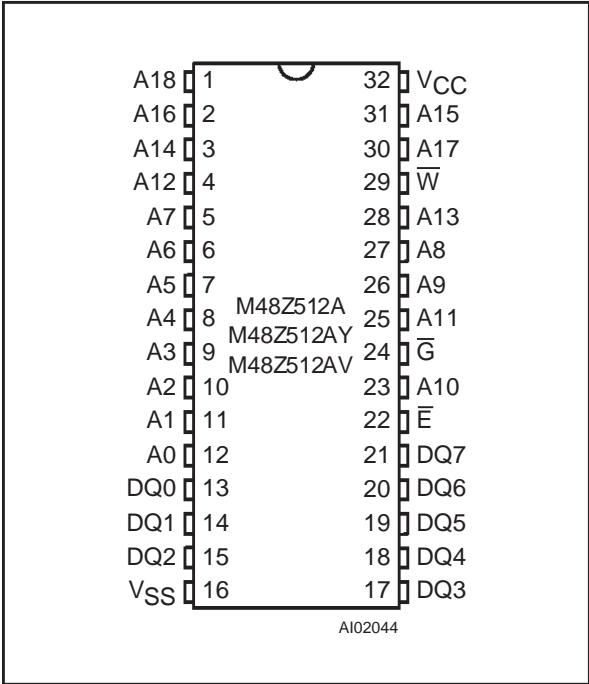 A18 1 32 VCC
A16 2 31 A15
A14 3 30 A17
A12 4 29 W̅
A7 5 28 A13
A6 6 27 A8
A5 7 26 A9
M48Z512A
A4 8 25 A11
M48Z512AY
A3 9 24 G̅
M48Z512AV
A2 10 23 A10
A1 11 22 E̅
A0 12 21 DQ7
DQ0 13 20 DQ6
DQ1 14 19 DQ5
DQ2 15 18 DQ4
VSS 16 17 DQ3
AI02044